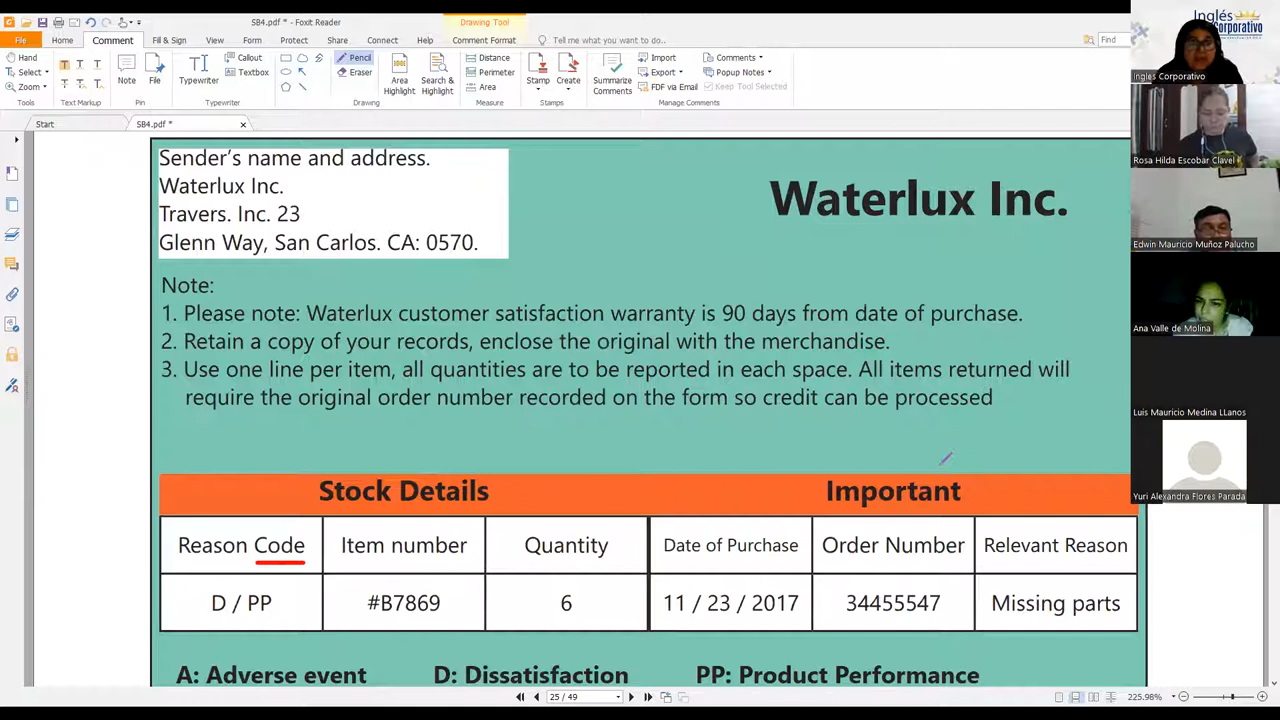 SB4.pdf * - Foxit Reader
Drawing Tool
File
Home
Comment
Fill & Sign
View
Form
Protect
Share
Connect
Help
Comment Format
Tell me what you want to do..
Find
Hand
Select
Zoom
Tools
Text Markup
Note
File
Pin
Typewriter
Callout
Textbox
Typewriter
Pencil
Eraser
Drawing
Area Highlight
Search & Highlight
Distance
Perimeter
Area
Measure
Stamp
Create
Stamps
Summarize Comments
Import
Export
FDF via Email
Comments
Popup Notes
Keep Tool Selected
Manage Comments
Start
SB4.pdf *
Sender’s name and address.
Waterlux Inc.
Travers. Inc. 23
Glenn Way, San Carlos. CA: 0570.
Waterlux Inc.
Note:
1. Please note: Waterlux customer satisfaction warranty is 90 days from date of purchase.
2. Retain a copy of your records, enclose the original with the merchandise.
3. Use one line per item, all quantities are to be reported in each space. All items returned will
require the original order number recorded on the form so credit can be processed
Stock Details Important
Reason Code Item number Quantity Date of Purchase Order Number Relevant Reason
D / PP #B7869 6 11 / 23 / 2017 34455547 Missing parts
A: Adverse event D: Dissatisfaction PP: Product Performance
25 / 49
225.98%
Inglés
Corporativo
Ingles Corporativo
Rosa Hilda Escobar Clavel
Edwin Mauricio Muñoz Palucho
Ana Valle de Molina
Luis Mauricio Medina LLanos
Yuri Alexandra Flores Parada